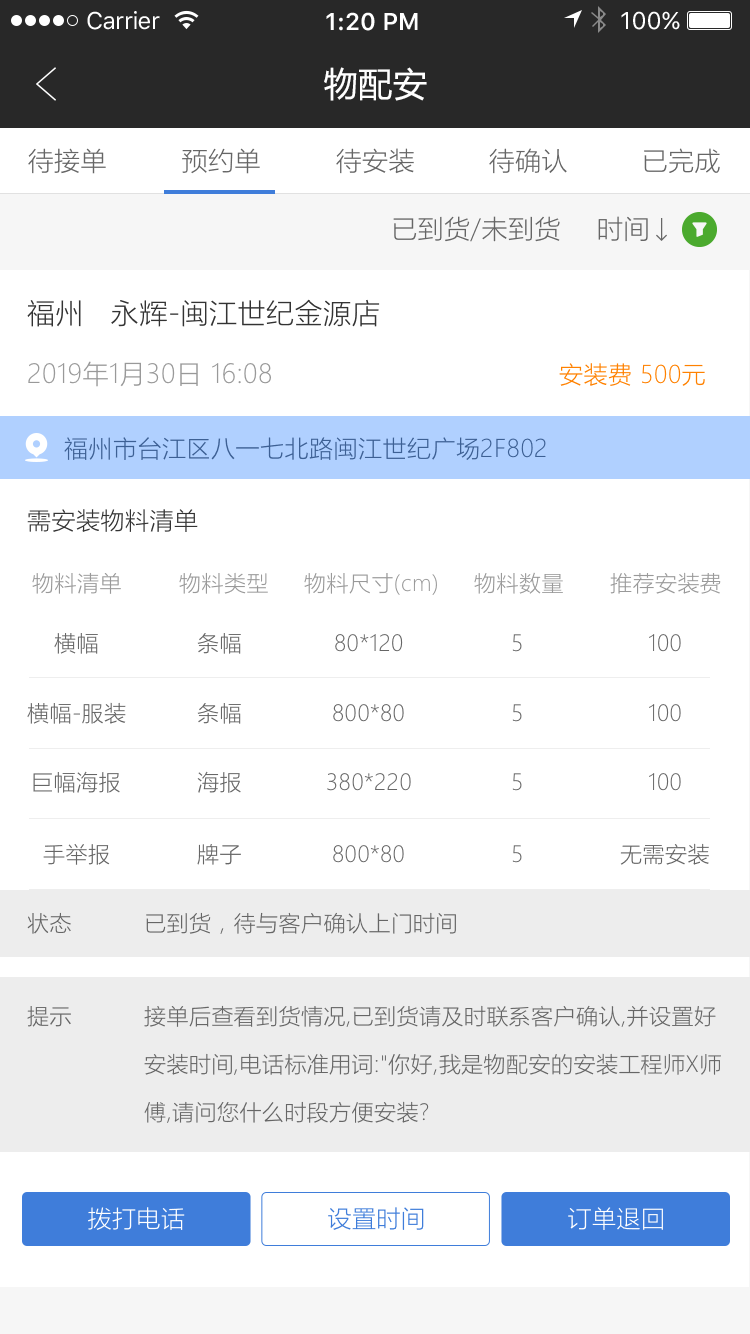 Carrier 1:20 PM 100%
物配安
待接单 预约单 待安装 待确认 已完成
已到货/未到货 时间↓
福州 永辉-闽江世纪金源店
2019年1月30日 16:08 安装费 500元
福州市台江区八一七北路闽江世纪广场2F802
需安装物料清单
物料清单 物料类型 物料尺寸(cm) 物料数量 推荐安装费
横幅 条幅 80*120 5 100
横幅-服装 条幅 800*80 5 100
巨幅海报 海报 380*220 5 100
手举报 牌子 800*80 5 无需安装
状态 已到货，待与客户确认上门时间
提示 接单后查看到货情况,已到货请及时联系客户确认,并设置好
安装时间,电话标准用词:"你好,我是物配安的安装工程师X师
傅,请问您什么时段方便安装?
拨打电话 设置时间 订单退回